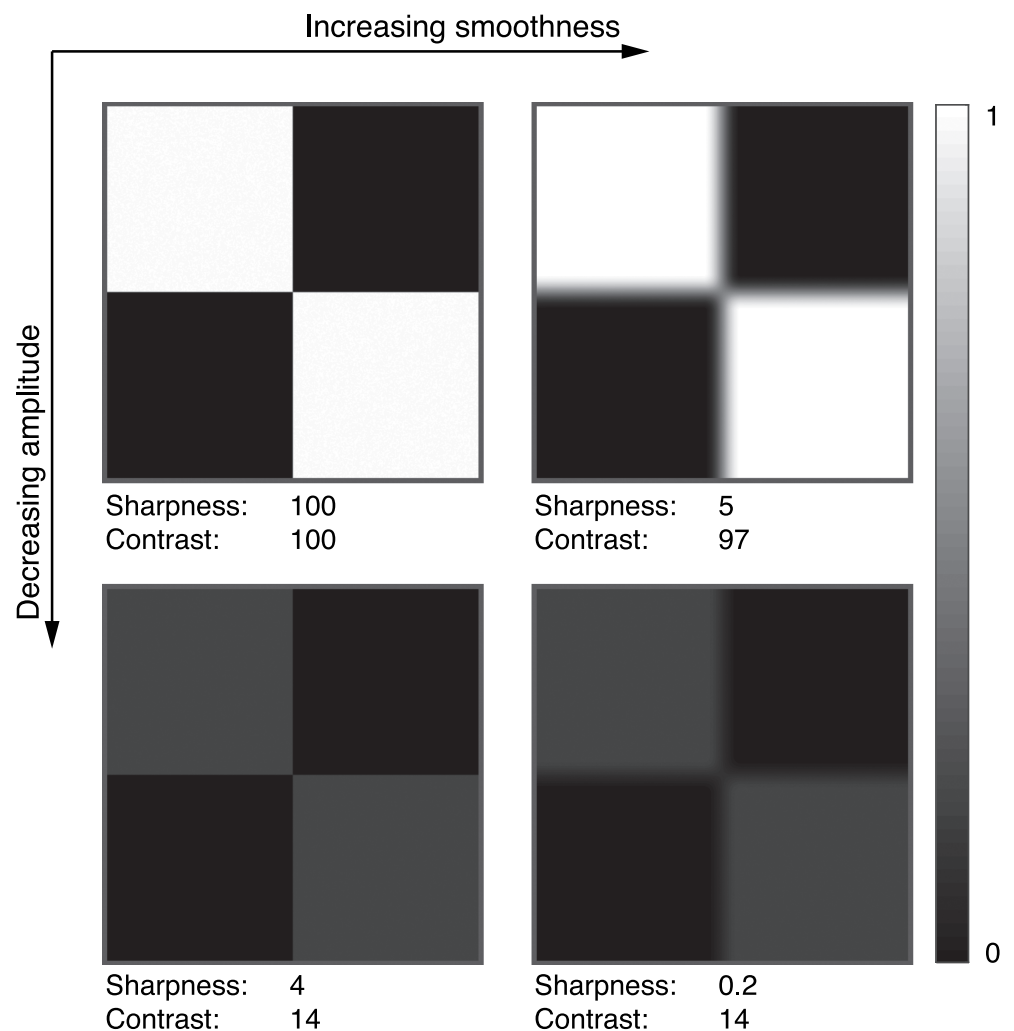 Increasing smoothness
Decreasing amplitude
1
Sharpness: 100
Contrast: 100
Sharpness: 5
Contrast: 97
0
Sharpness: 4
Contrast: 14
Sharpness: 0.2
Contrast: 14